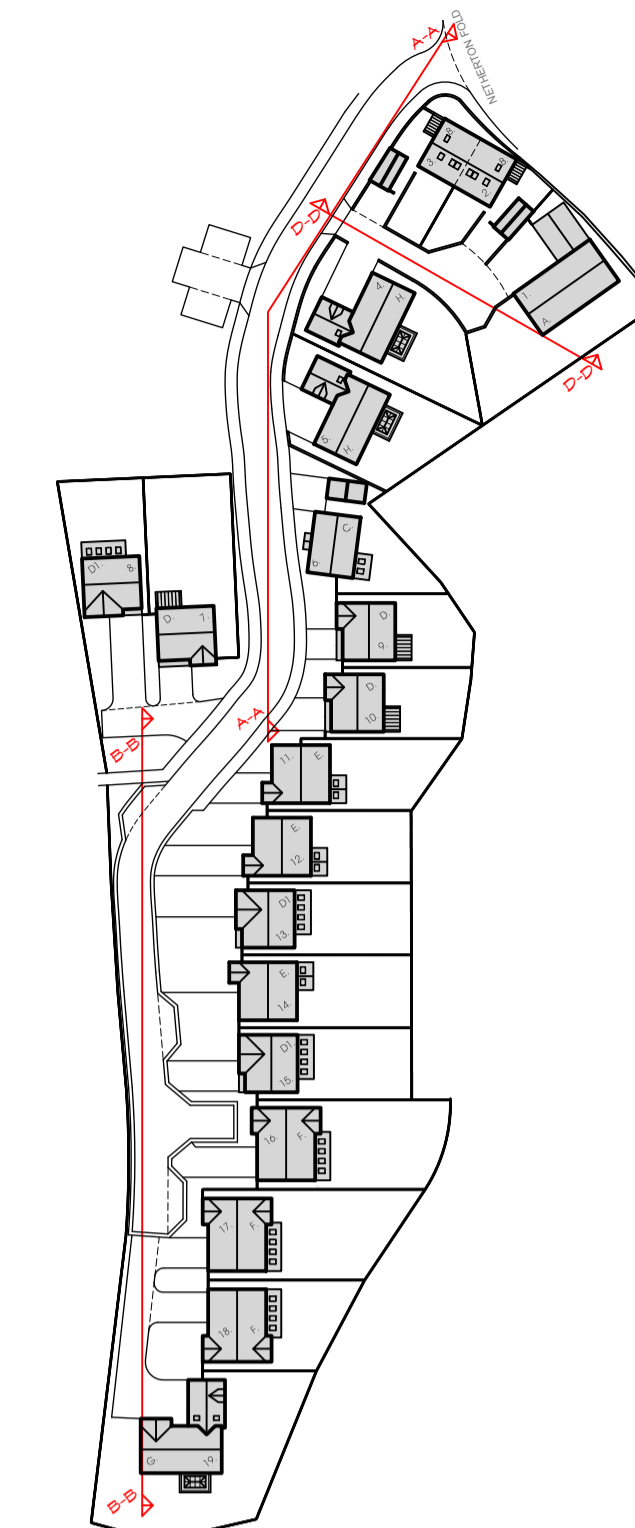 A-A
NETHERTON FOLD
3. B.
2. B.
D-D
1. A.
4. H.
D-D
5. H.
6. C.
D1. 8.
D. 7.
D. 9.
D. 10.
A-A
B-B
11. E.
E. 12.
D1 13.
E. 14.
D1 15.
16. F.
17. F.
18. F.
G. 19.
B-B